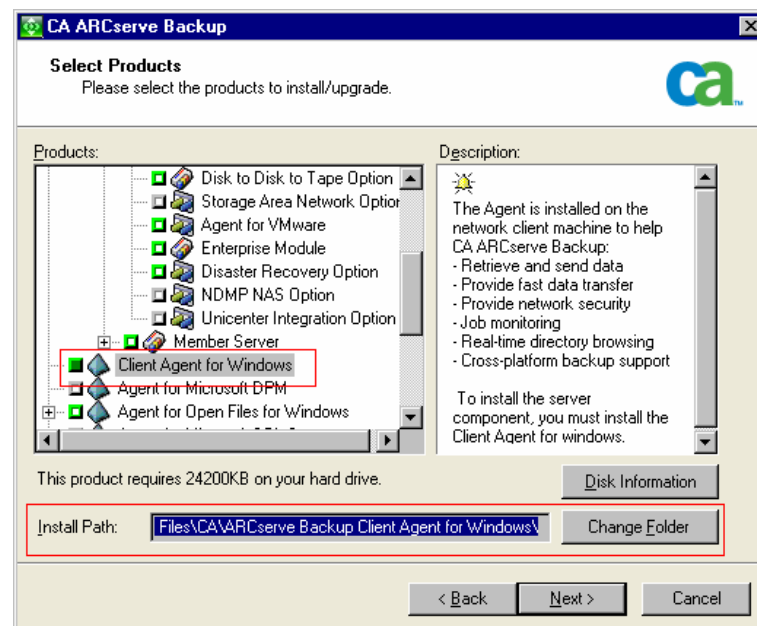 CA ARCserve Backup
Select Products
Please select the products to install/upgrade.
ca
TM
Products:
Disk to Disk to Tape Option
Storage Area Network Option
Agent for VMware
Enterprise Module
Disaster Recovery Option
NDMP NAS Option
Unicenter Integration Option
Member Server
Client Agent for Windows
Agent for Microsoft DPM
Agent for Open Files for Windows
Description:
The Agent is installed on the
network client machine to help
CA ARCserve Backup:
- Retrieve and send data
- Provide fast data transfer
- Provide network security
- Job monitoring
- Real-time directory browsing
- Cross-platform backup support
To install the server
component, you must install the
Client Agent for windows.
This product requires 24200KB on your hard drive.
Disk Information
Install Path:
Files\CA\ARCserve Backup Client Agent for Windows\
Change Folder
< Back
Next >
Cancel